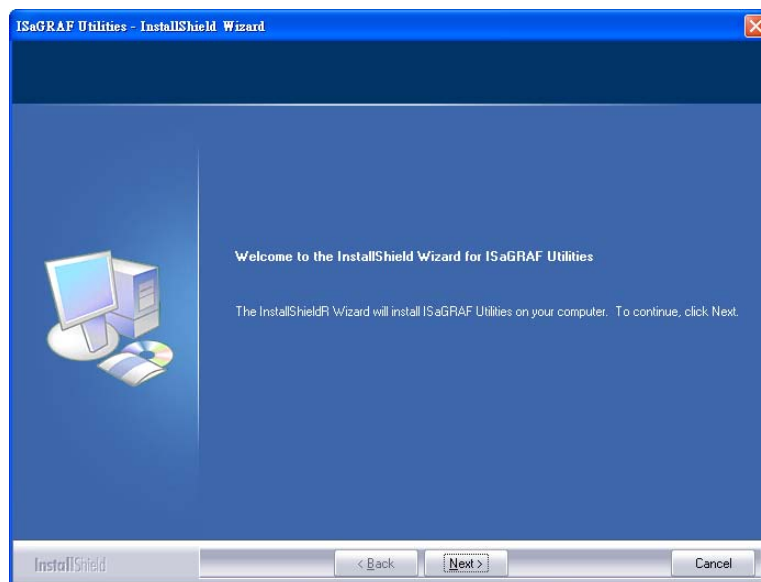 ISaGRAF Utilities - InstallShield Wizard
Welcome to the InstallShield Wizard for ISaGRAF Utilities
The InstallShieldR Wizard will install ISaGRAF Utilities on your computer. To continue, click Next.
InstallShield
< Back
Next >
Cancel